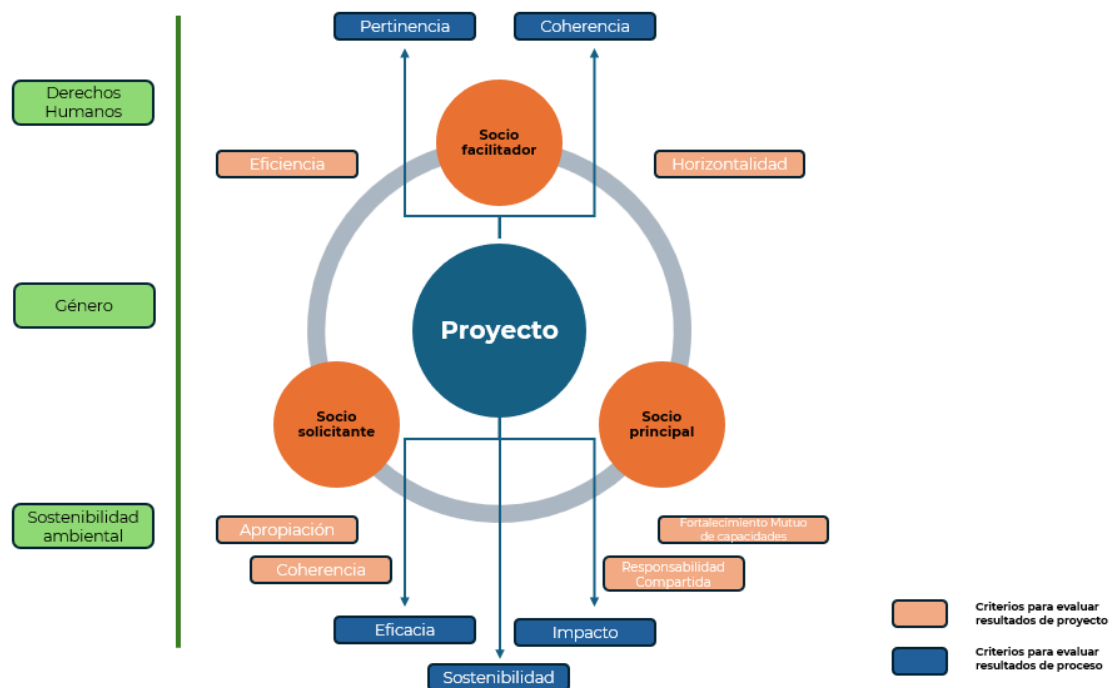 Pertinencia
Coherencia
Derechos
Humanos
Socio
facilitador
Eficiencia
Horizontalidad
Género
Proyecto
Socio
solicitante
Socio
principal
Sostenibilidad
ambiental
Apropiación
Fortalecimiento Mutuo
de capacidades
Coherencia
Responsabilidad
Compartida
Eficacia
Impacto
Sostenibilidad
Criterios para evaluar
resultados de proyecto
Criterios para evaluar
resultados de proceso